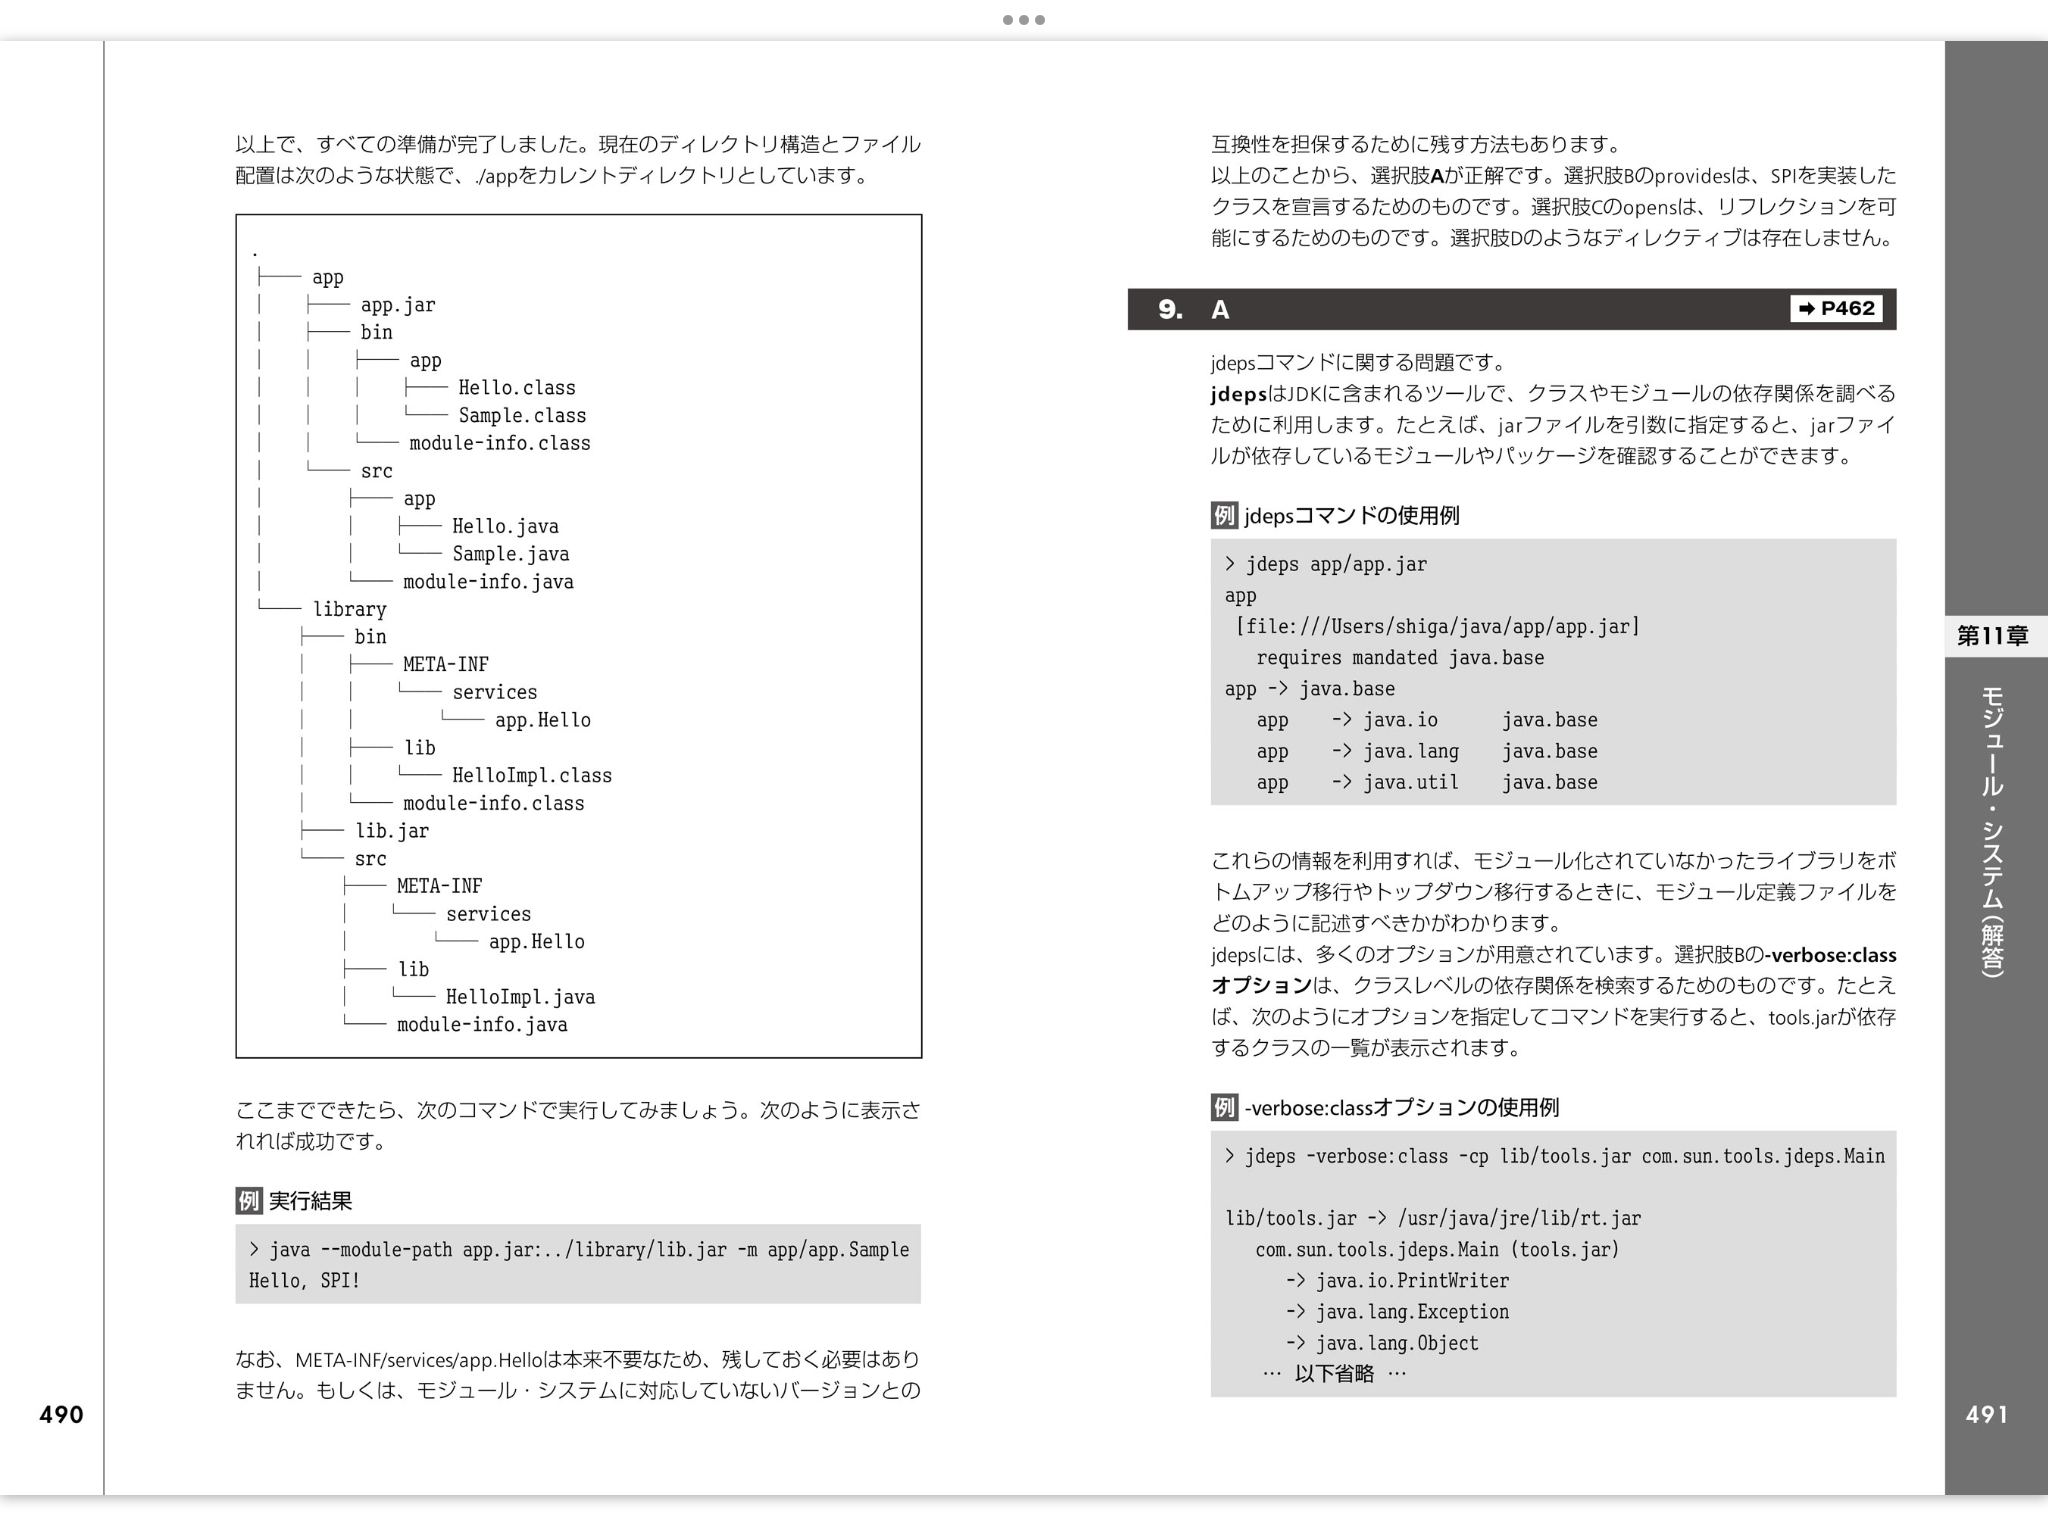 以上で、すべての準備が完了しました。現在のディレクトリ構造とファイル
配置は次のような状態で、./appをカレントディレクトリとしています。
.
├── app
│   ├── app.jar
│   ├── bin
│   │   ├── app
│   │   │   ├── Hello.class
│   │   │   └── Sample.class
│   │   └── module-info.class
│   └── src
│       ├── app
│       │   ├── Hello.java
│       │   └── Sample.java
│       └── module-info.java
└── library
    ├── bin
    │   ├── META-INF
    │   │   └── services
    │   │       └── app.Hello
    │   ├── lib
    │   │   └── HelloImpl.class
    │   └── module-info.class
    ├── lib.jar
    └── src
        ├── META-INF
        │   └── services
        │       └── app.Hello
        ├── lib
        │   └── HelloImpl.java
        └── module-info.java
ここまでできたら、次のコマンドで実行してみましょう。次のように表示さ
れれば成功です。
例 実行結果
> java --module-path app.jar:../library/lib.jar -m app/app.Sample
Hello, SPI!
なお、META-INF/services/app.Helloは本来不要なため、残しておく必要はあり
ません。もしくは、モジュール・システムに対応していないバージョンとの
490
互換性を担保するために残す方法もあります。
以上のことから、選択肢Aが正解です。選択肢Bのprovidesは、SPIを実装した
クラスを宣言するためのものです。選択肢Cのopensは、リフレクションを可
能にするためのものです。選択肢Dのようなディレクティブは存在しません。
9. A ➡ P462
jdepsコマンドに関する問題です。
jdepsはJDKに含まれるツールで、クラスやモジュールの依存関係を調べる
ために利用します。たとえば、jarファイルを引数に指定すると、jarファイ
ルが依存しているモジュールやパッケージを確認することができます。
例 jdepsコマンドの使用例
> jdeps app/app.jar
app
 [file:///Users/shiga/java/app/app.jar]
   requires mandated java.base
app -> java.base
   app    -> java.io      java.base
   app    -> java.lang    java.base
   app    -> java.util    java.base
これらの情報を利用すれば、モジュール化されていなかったライブラリをボ
トムアップ移行やトップダウン移行するときに、モジュール定義ファイルを
どのように記述すべきかがわかります。
jdepsには、多くのオプションが用意されています。選択肢Bの-verbose:class
オプションは、クラスレベルの依存関係を検索するためのものです。たとえ
ば、次のようにオプションを指定してコマンドを実行すると、tools.jarが依存
するクラスの一覧が表示されます。
例 -verbose:classオプションの使用例
> jdeps -verbose:class -cp lib/tools.jar com.sun.tools.jdeps.Main
lib/tools.jar -> /usr/java/jre/lib/rt.jar
   com.sun.tools.jdeps.Main (tools.jar)
      -> java.io.PrintWriter
      -> java.lang.Exception
      -> java.lang.Object
    … 以下省略 …
第11章
モジュール・システム（解答）
491